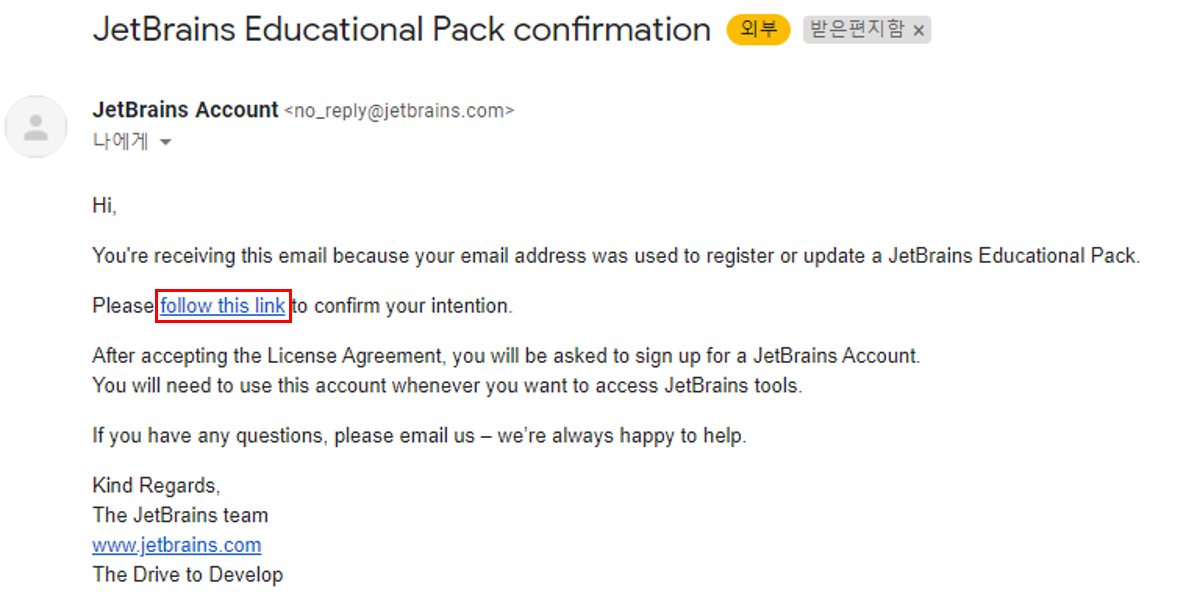 JetBrains Educational Pack confirmation 외부 받은편지함 ×
JetBrains Account <no_reply@jetbrains.com>
나에게
Hi,
You're receiving this email because your email address was used to register or update a JetBrains Educational Pack.
Please follow this link to confirm your intention.
After accepting the License Agreement, you will be asked to sign up for a JetBrains Account.
You will need to use this account whenever you want to access JetBrains tools.
If you have any questions, please email us – we're always happy to help.
Kind Regards,
The JetBrains team
www.jetbrains.com
The Drive to Develop